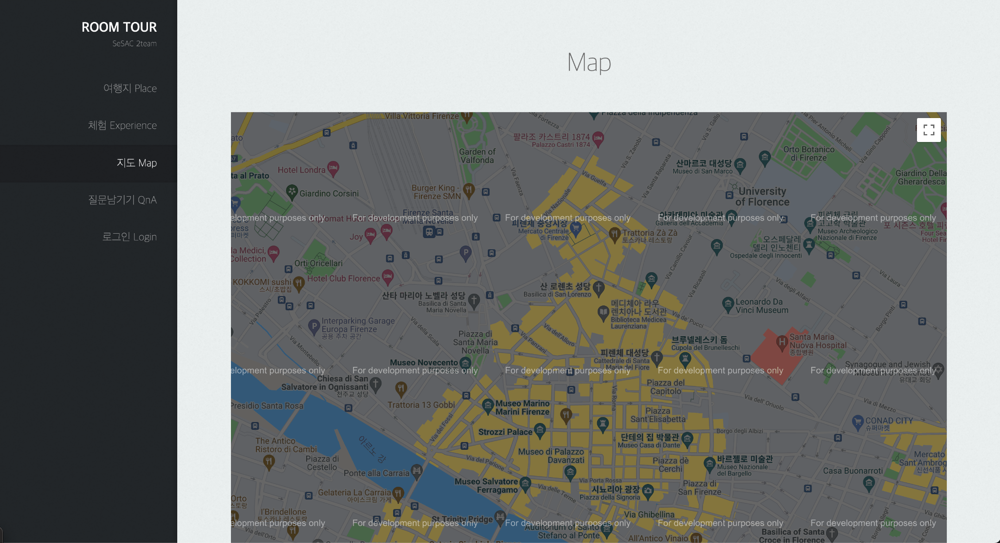 ROOM TOUR
SeSAC 2team
여행지 Place
체험 Experience
지도 Map
질문남기기 QnA
로그인 Login
Map
Villa Vittoria Firenze
Piazza della Indipendenza
Fortezza
Via S. Gallo
Via Pier Antonio Micheli
Via Gino Capponi
팔라조 카스트리 1874
Palazzo Castri 1874
Via S. Zanobi
Via Santa Reparata
Garden of
Valfonda
Orto Botanico
di Firenze
산마르코 대성당
Museo di San Marco
Giardino Della
Gherardesca
ta al Prato
Hotel Londra
Via Faenza
Via Guelfa
Via Nazionale
Giardino Corsini
Burger King -
Firenze SMN
University
of Florence
elopment purposes only
For development purposes only
For development purposes only
For development purposes only
For development purposes only
Firenze Santa
Maria Novella
피렌체 중앙시장
Mercato Centrale
di Firenze
Trattoria Zà Zà
토스카나 레스토랑
아카데미아 미술관
Galleria dell'Accademia
피렌체 국립
고고학 박물관
Museo Archeologico
Nazionale di Firenze
포 시즌스 호텔 피렌
Four Sea
Hotel Fir
press
퍼마켓
Joy
la Medici,
Collection
Orti Oricellari
Via Camillo Cavour
오스페달레
델리 인노첸티
Ospedale degli Innocenti
KOKKOMI sushi
스시/초밥집
Hotel Club Florence
Via Ricasoli
Via degli Alfani
Via Laura
산 로렌초 성당
Basilica di San Lorenzo
산타 마리아 노벨라 성당
Basilica di Santa
Maria Novella
메디체아 라우
렌치아나 도서관
Biblioteca Medicea
Laurenziana
Leonardo Da
Vinci Museum
Via de' Pucci
Borgo Pinti
Via Palestro
Interparking Garage
Europa Firenze
공용 주차 공간
Via della Scala
Via Montebello
Piazza di
Santa Maria
Novella
Via Panzani
Via dell'Alloro
브루넬레스키 돔
Cupola del Brunelleschi
Santa Maria
Nuova Hospital
종합병원
피렌체 대성당
Cattedrale di Santa
Maria del Fiore
Museo Novecento
Synagogue and Jewish
Museum of Florence
유대교 회당
elopment purposes only
For development purposes only
For development purposes only
For development purposes only
For development purposes only
Chiesa di San
Salvatore in Ognissanti
천주교 성당
Piazza del
Capitolo
Via Roma
Presidio Santa Rosa
Trattoria 13 Gobbi
Museo Marino
Marini Firenze
Via dell' Oriuolo
Via di Mezzo
Piazza
Sant'Elisabetta
CONAD CITY
슈퍼마켓
Via dei Fossi
Strozzi Palace
Borgo degli Albizi
단테의 집 박물관
Museo Casa di Dante
The Antico
Ristoro di Cambi
아르노 강
Museo di Palazzo
Davanzati
Piazza di
Cestello
Via del Parione
Piazza dè
Cerchi
바르젤로 미술관
Museo Nazionale
del Bargello
Mercato
Sant'Ambrog
신선식품 시
Casa Buonarroti
Ponte alla Carraia
Museo Salvatore
Ferragamo
Via Porta Rossa
Via delle Terme
시뇨리아 광장
Piazza della Signoria
Piazza di
San Firenze
Gelateria La Carraia
아이스크림 가게
Orto
스토랑
l'Brindellone
토스카나 레스토랑
St Trinity Bridge
Via Ghibellina
Borgo Allegri
Via Ghib
elopment purposes only
For development purposes only
For development purposes only
For development purposes only
For development purposes only
Auditorium of Santo
Stefano al Ponte
Via dell'Orto
All'Antico Vinaio
Basilica of Santa
Croce in Florence